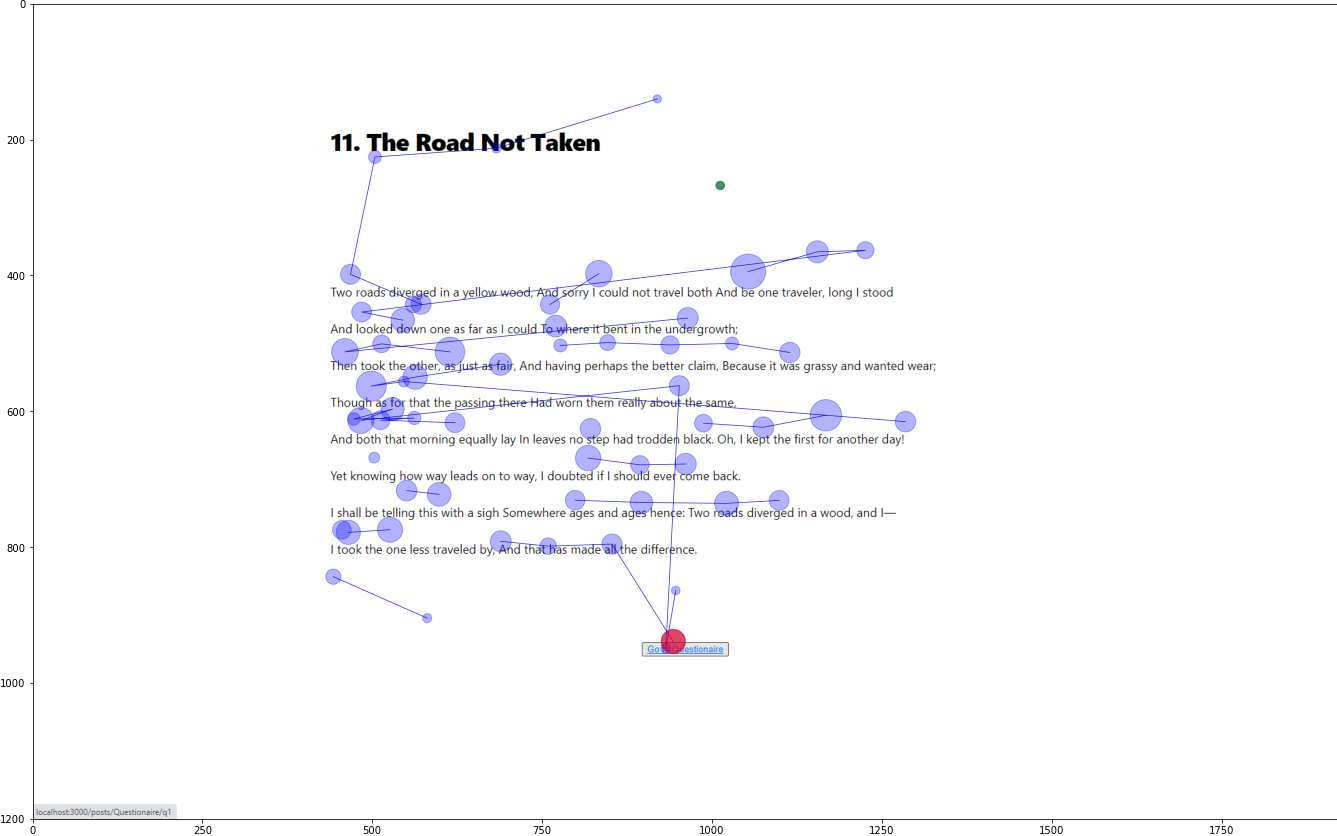 0
200
11. The Road Not Taken
400
Two roads diverged in a yellow wood, And sorry I could not travel both And be one traveler, long I stood
And looked down one as far as I could To where it bent in the undergrowth;
Then took the other, as just as fair, And having perhaps the better claim, Because it was grassy and wanted wear;
600
Though as for that the passing there Had worn them really about the same,
And both that morning equally lay In leaves no step had trodden black. Oh, I kept the first for another day!
Yet knowing how way leads on to way, I doubted if I should ever come back.
I shall be telling this with a sigh Somewhere ages and ages hence: Two roads diverged in a wood, and I—
800
I took the one less traveled by, And that has made all the difference.
Go Questionaire
1000
localhost:3000/posts/Questionaire/q1
1200
0 250 500 750 1000 1250 1500 1750